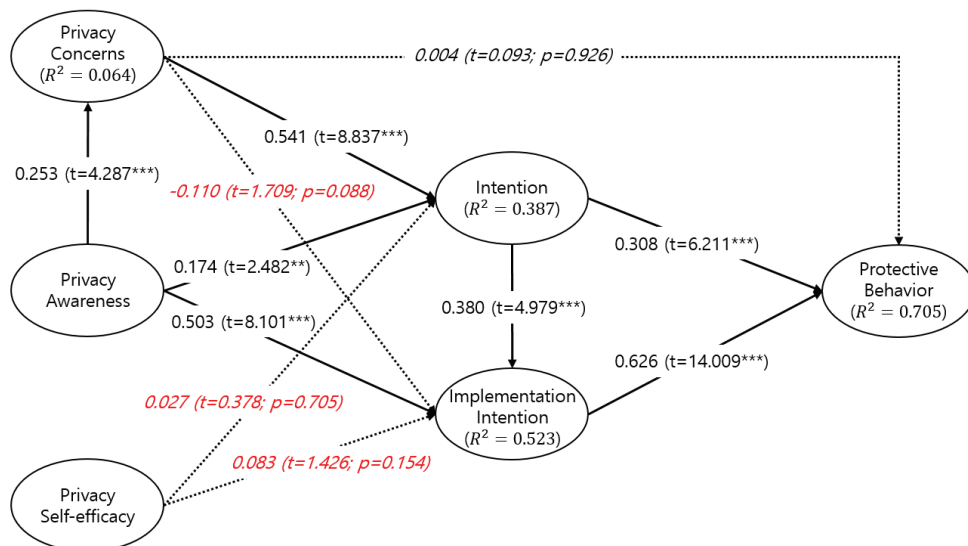 Privacy
Concerns
(R² = 0.064)
0.004 (t=0.093; p=0.926)
0.541 (t=8.837***)
0.253 (t=4.287***)
-0.110 (t=1.709; p=0.088)
Intention
(R² = 0.387)
0.174 (t=2.482**)
0.308 (t=6.211***)
Privacy
Awareness
Protective
Behavior
(R² = 0.705)
0.380 (t=4.979***)
0.503 (t=8.101***)
0.626 (t=14.009***)
0.027 (t=0.378; p=0.705)
Implementation
Intention
(R² = 0.523)
0.083 (t=1.426; p=0.154)
Privacy
Self-efficacy